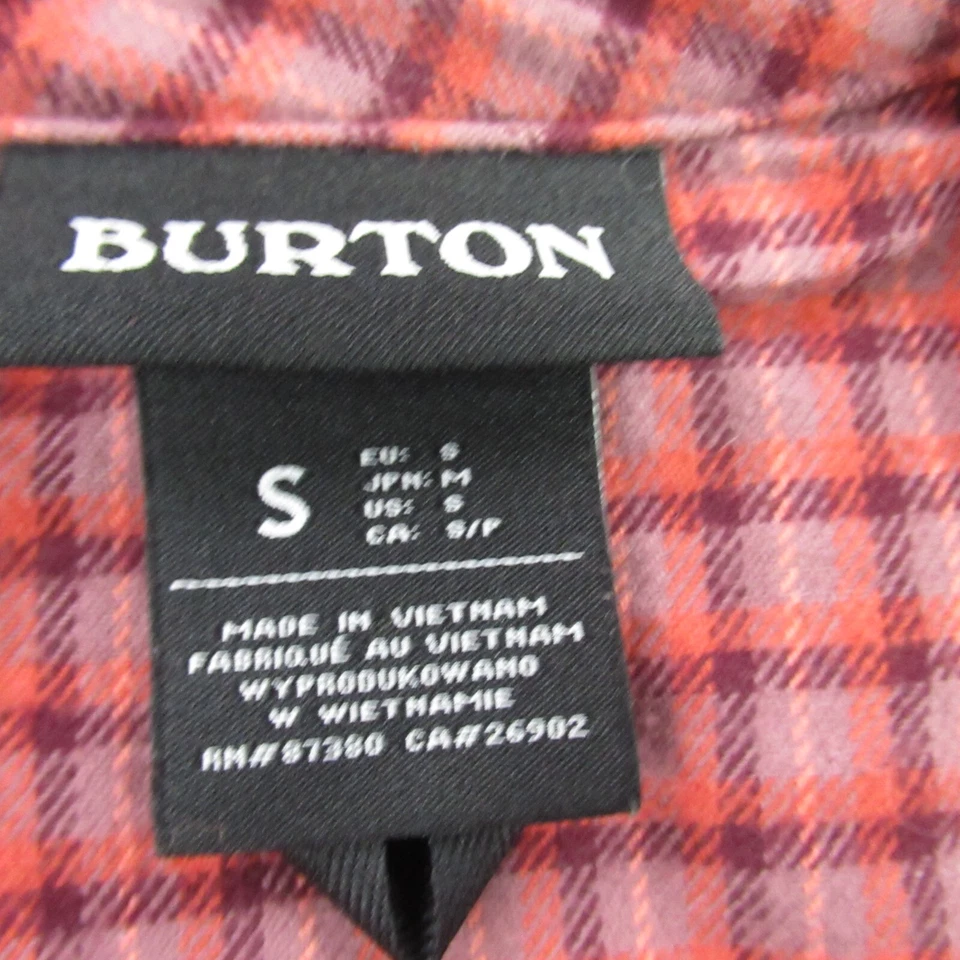 BURTON
S
EU: S
JPN: M
US: S
CA: S/P
MADE IN VIETNAM
FABRIQUÉ AU VIETNAM
WYPRODUKOWANO
W WIETNAMIE
RN#87380 CA#26902